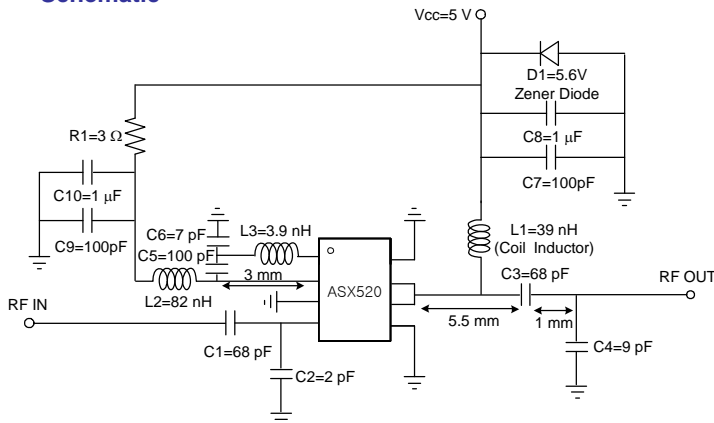 Schematic
Vcc=5 V
D1=5.6V
Zener Diode
R1=3 Ω
C8=1 μF
C10=1 μF
C7=100pF
C6=7 pF
L3=3.9 nH
L1=39 nH
(Coil Inductor)
C9=100pF
C5=100 pF
3 mm
ASX520
C3=68 pF
RF OUT
RF IN
L2=82 nH
5.5 mm
1 mm
C1=68 pF
C4=9 pF
C2=2 pF